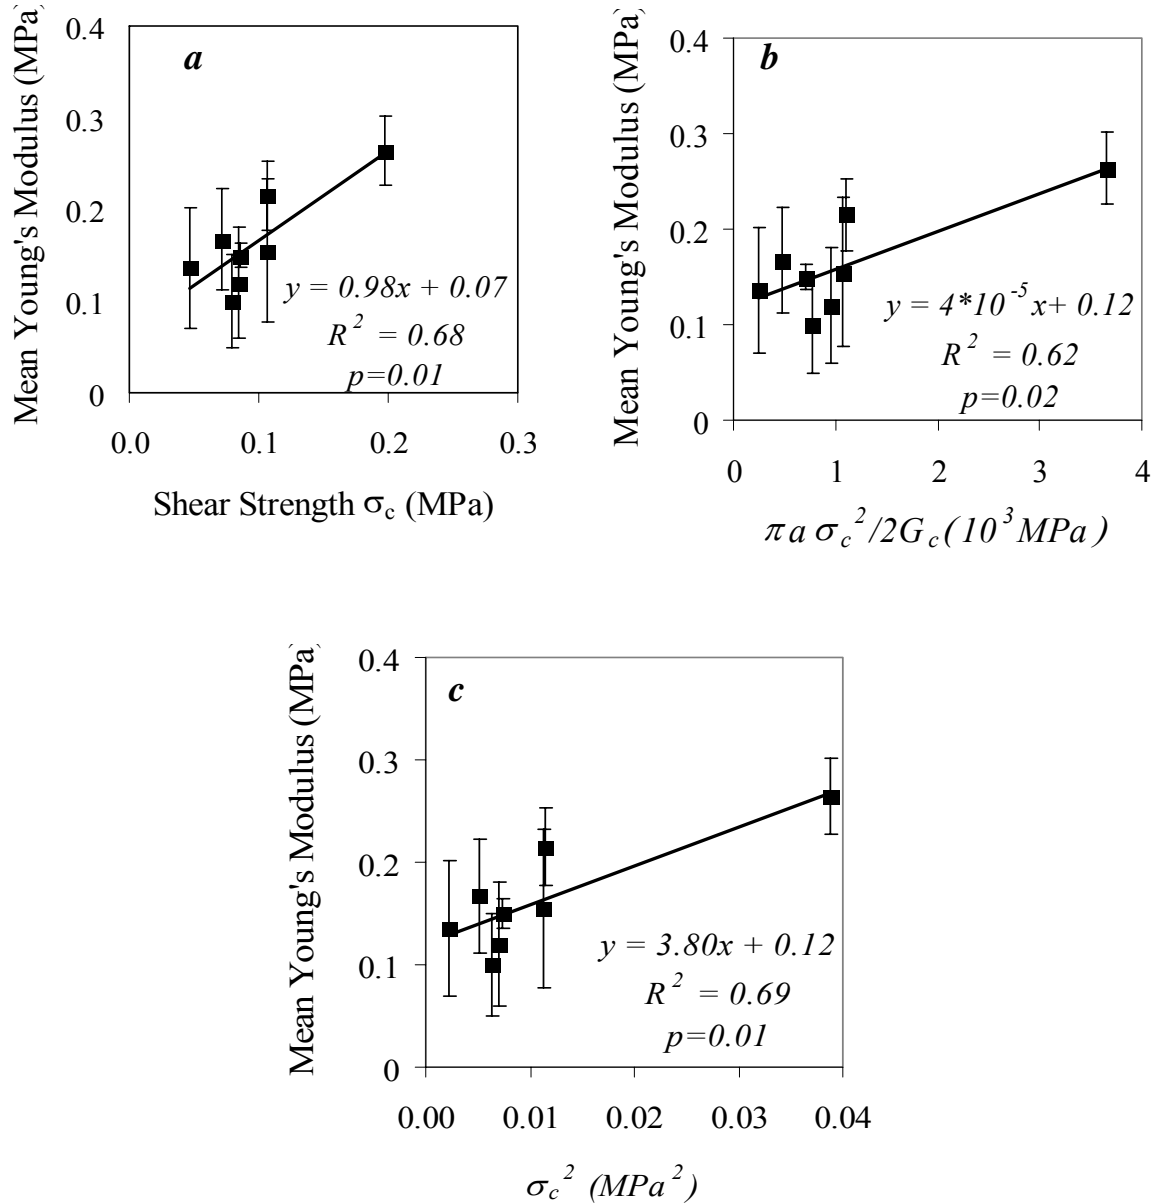 Mean Young's Modulus (MPa)
0.4
0.3
0.2
0.1
0
a
y = 0.98x + 0.07
R² = 0.68
p=0.01
0.0 0.1 0.2 0.3
Shear Strength σc (MPa)
Mean Young's Modulus (MPa)
0.4
0.3
0.2
0.1
0
b
y = 4*10⁻⁵ x+ 0.12
R² = 0.62
p=0.02
0 1 2 3 4
πa σc²/2Gc (10³ MPa)
Mean Young's Modulus (MPa)
0.4
0.3
0.2
0.1
0
c
y = 3.80x + 0.12
R² = 0.69
p=0.01
0.00 0.01 0.02 0.03 0.04
σc² (MPa²)